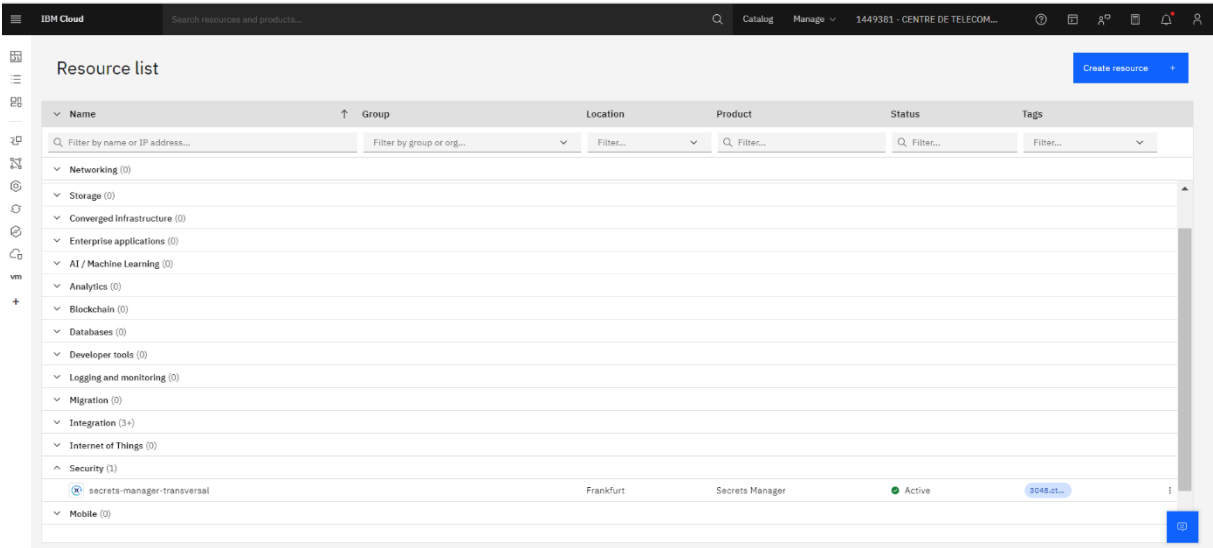 IBM Cloud Search resources and products... Catalog Manage 1449381 - CENTRE DE TELECOM...
Resource list
Create resource +
Name Group Location Product Status Tags
Filter by name or IP address... Filter by group or org... Filter... Filter... Filter... Filter...
Networking (0)
Storage (0)
Converged infrastructure (0)
Enterprise applications (0)
AI / Machine Learning (0)
vm
Analytics (0)
Blockchain (0)
Databases (0)
Developer tools (0)
Logging and monitoring (0)
Migration (0)
Integration (3+)
Internet of Things (0)
Security (1)
secrets-manager-transversal Frankfurt Secrets Manager Active 3048.ct...
Mobile (0)